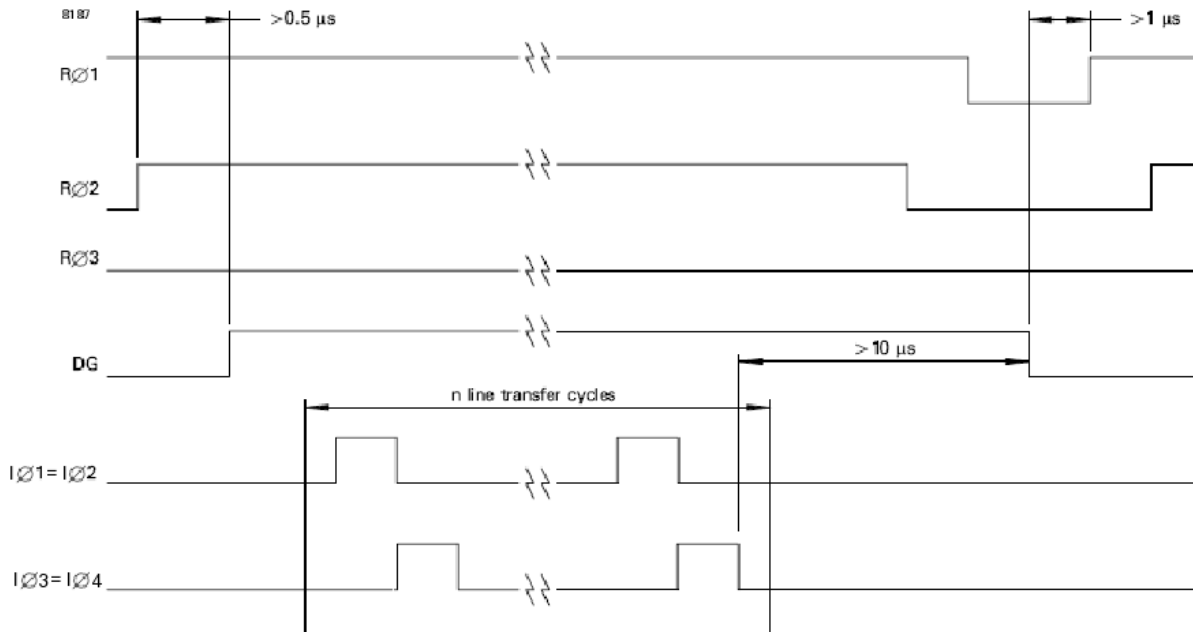 8187
>0.5 μs
>1 μs
RØ1
RØ2
RØ3
DG
>10 μs
n line transfer cycles
IØ1=IØ2
IØ3=IØ4